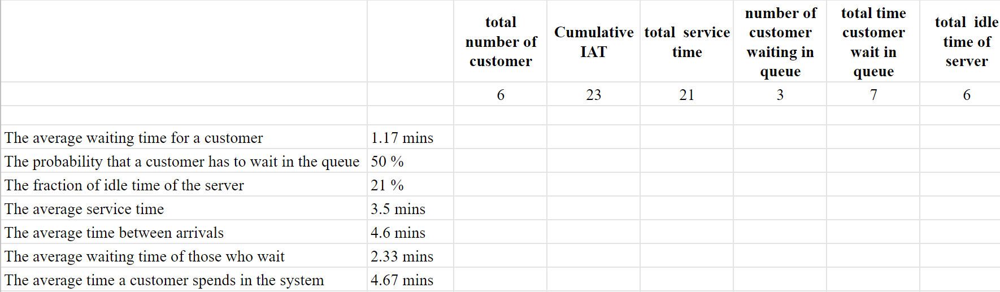 total number of customer Cumulative IAT total service time number of customer waiting in queue total time customer wait in queue total idle time of server
6 23 21 3 7 6
The average waiting time for a customer 1.17 mins
The probability that a customer has to wait in the queue 50 %
The fraction of idle time of the server 21 %
The average service time 3.5 mins
The average time between arrivals 4.6 mins
The average waiting time of those who wait 2.33 mins
The average time a customer spends in the system 4.67 mins